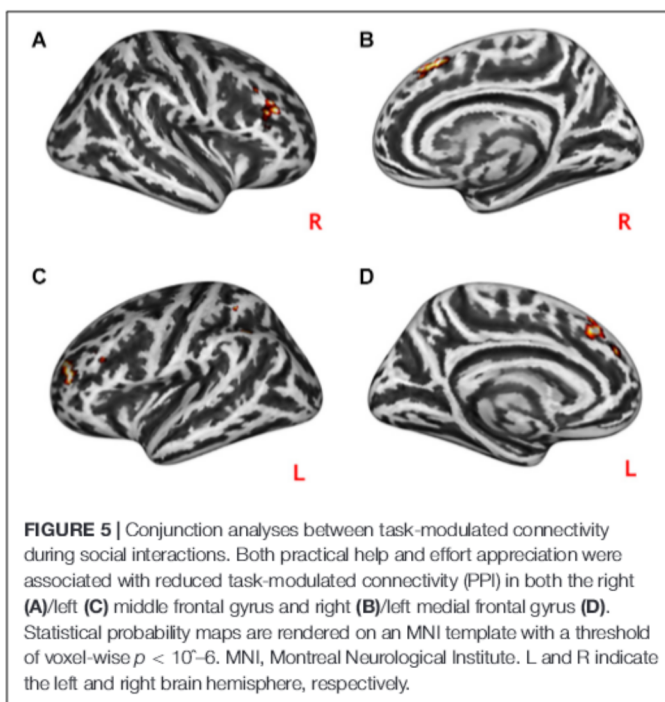 A
B
R
R
C
D
L
L
FIGURE 5 | Conjunction analyses between task-modulated connectivity
during social interactions. Both practical help and effort appreciation were
associated with reduced task-modulated connectivity (PPI) in both the right
(A)/left (C) middle frontal gyrus and right (B)/left medial frontal gyrus (D).
Statistical probability maps are rendered on an MNI template with a threshold
of voxel-wise p < 10^–6. MNI, Montreal Neurological Institute. L and R indicate
the left and right brain hemisphere, respectively.